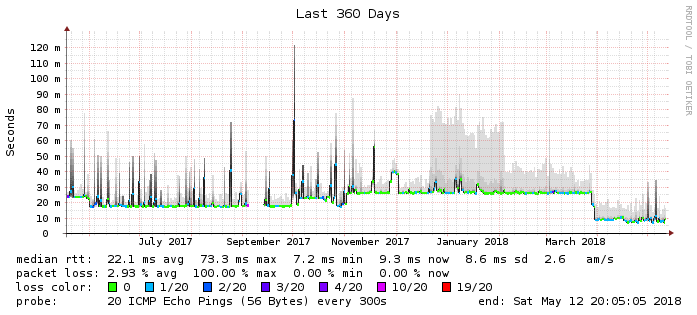 Last 360 Days
RRDTOOL / TOBI OETIKER
Seconds
120 m
110 m
100 m
90 m
80 m
70 m
60 m
50 m
40 m
30 m
20 m
10 m
0
July 2017 September 2017 November 2017 January 2018 March 2018
median rtt: 22.1 ms avg 73.3 ms max 7.2 ms min 9.3 ms now 8.6 ms sd 2.6 am/s
packet loss: 2.93 % avg 100.00 % max 0.00 % min 0.00 % now
loss color: 0 1/20 2/20 3/20 4/20 10/20 19/20
probe: 20 ICMP Echo Pings (56 Bytes) every 300s end: Sat May 12 20:05:05 2018